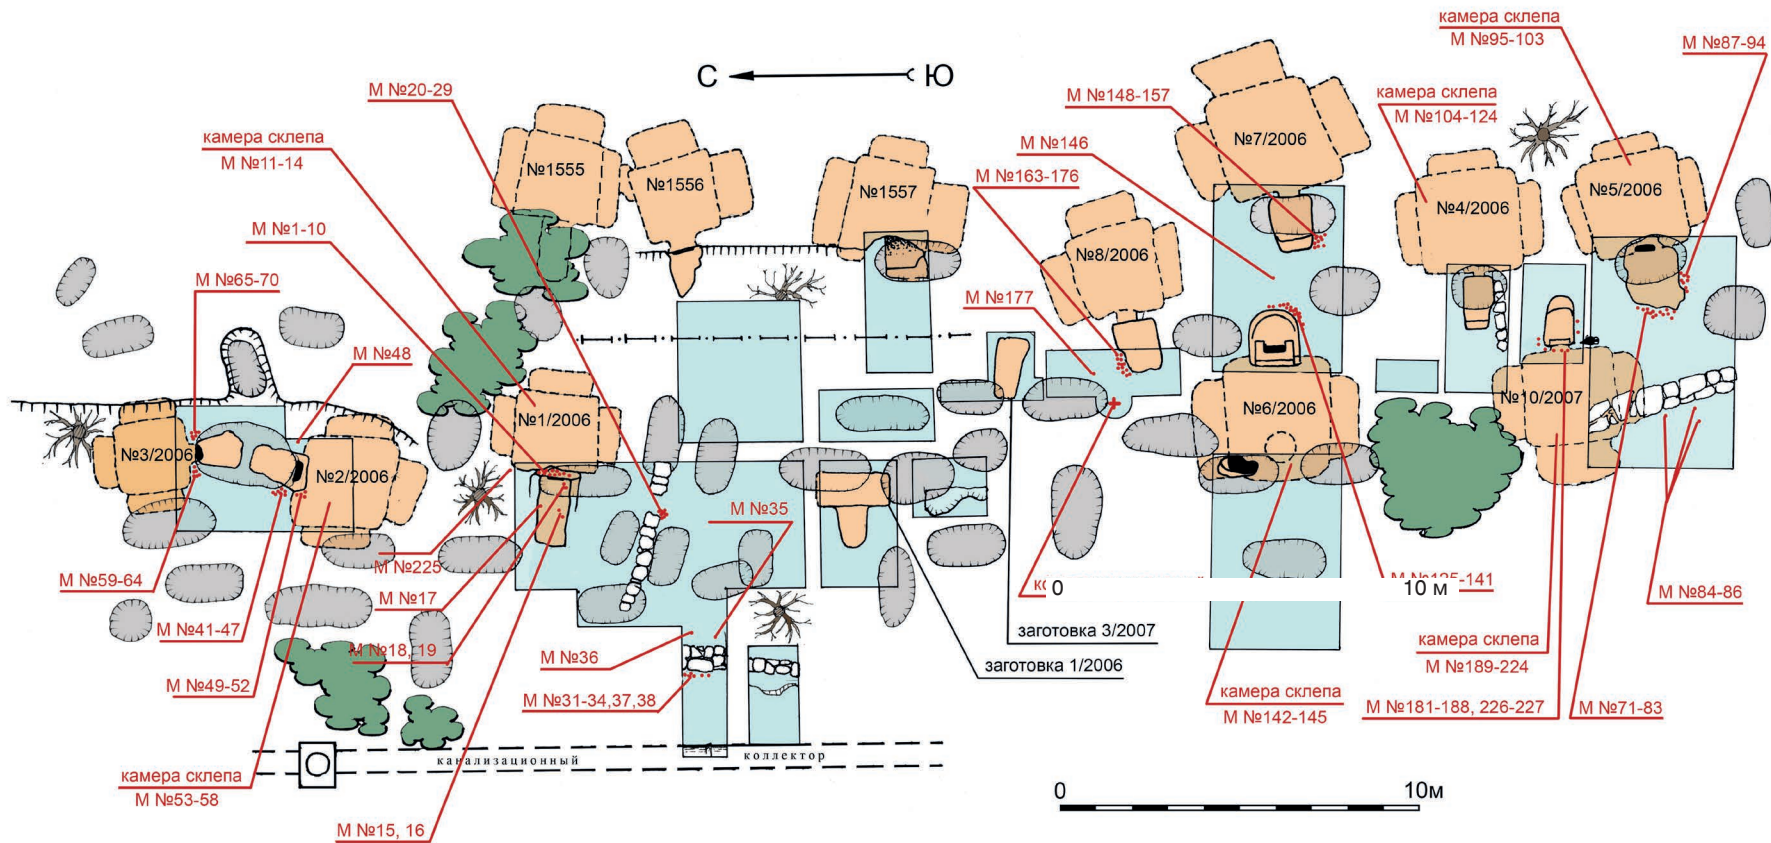 камера склепа
М №95-103
М №87-94
С
Ю
М №20-29
М №148-157
камера склепа
М №104-124
№7/2006
камера склепа
М №11-14
№1555
№1556
№1557
М №146
М №163-176
№4/2006
№5/2006
М №1-10
№8/2006
М №65-70
М №177
М №48
№1/2006
№6/2006
№10/2007
№3/2006
№2/2006
М №35
М №225
М №59-64
М №17
0
10 м
-141
М №84-86
М №41-47
М №18, 19
М №36
заготовка 3/2007
заготовка 1/2006
камера склепа
М №189-224
М №49-52
М №31-34,37,38
камера склепа
М №142-145
М №181-188, 226-227
М №71-83
канализационный
коллектор
камера склепа
М №53-58
0
10м
М №15, 16